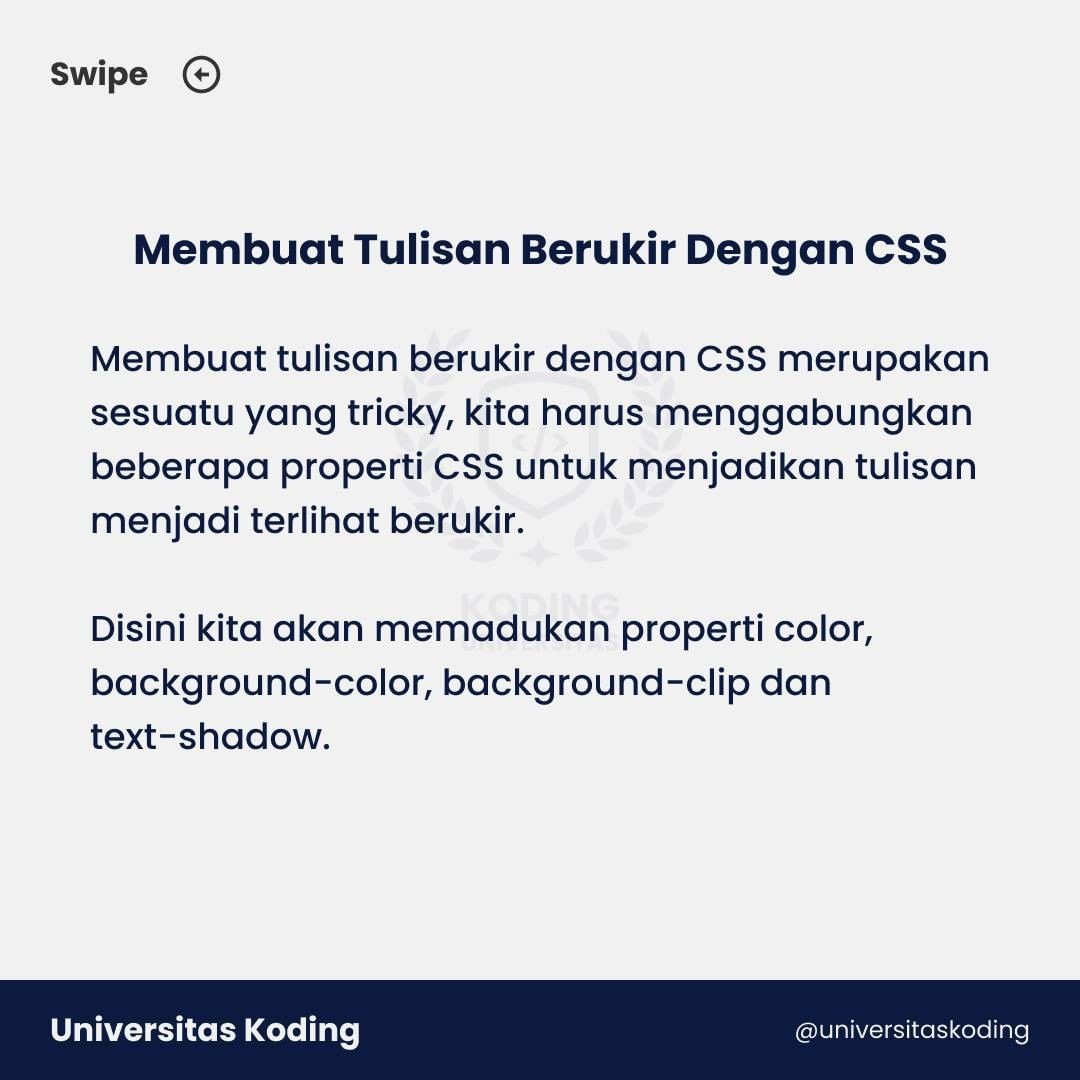 Swipe
Membuat Tulisan Berukir Dengan CSS
Membuat tulisan berukir dengan CSS merupakan
sesuatu yang tricky, kita harus menggabungkan
beberapa properti CSS untuk menjadikan tulisan
menjadi terlihat berukir.
</>
KODING
UNIVERSITAS
Disini kita akan memadukan properti color,
background-color, background-clip dan
text-shadow.
Universitas Koding
@universitaskoding